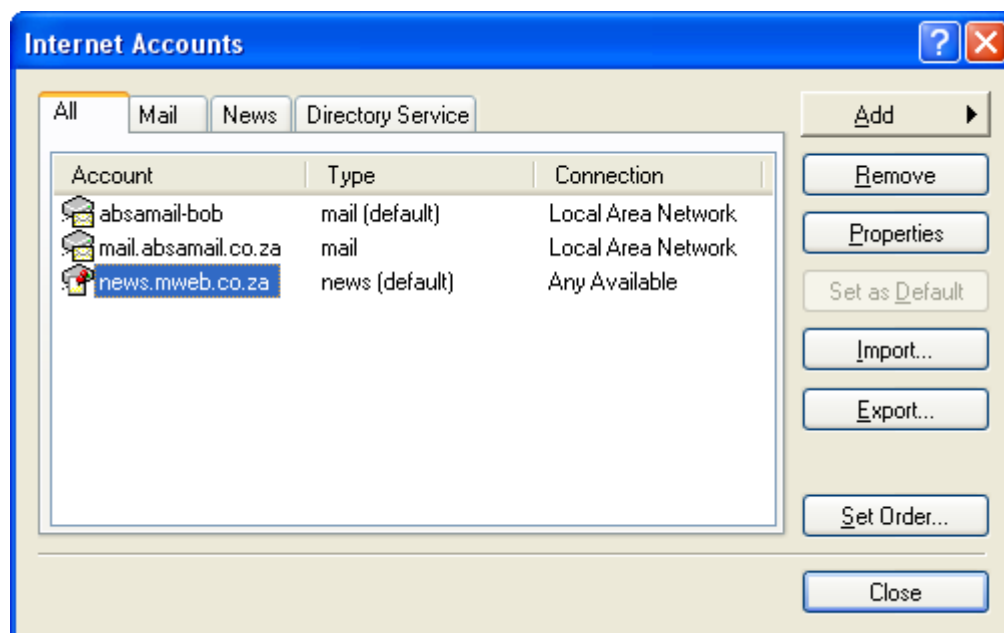 Internet Accounts
All Mail News Directory Service
Add
Account Type Connection
Remove
absamail-bob mail (default) Local Area Network
mail.absamail.co.za mail Local Area Network
Properties
news.mweb.co.za news (default) Any Available
Set as Default
Import...
Export...
Set Order...
Close